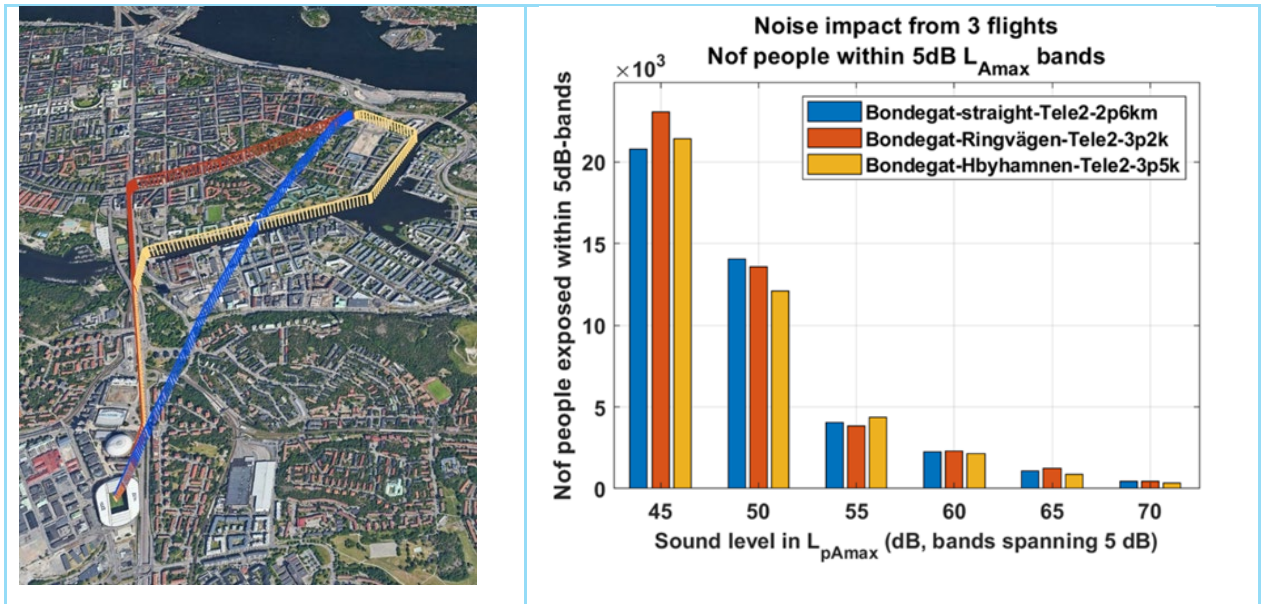 Noise impact from 3 flights
Nof people within 5dB L_Amax bands
×10³
Nof people exposed within 5dB-bands
20
15
10
5
0
Bondegat-straight-Tele2-2p6km
Bondegat-Ringvägen-Tele2-3p2k
Bondegat-Hbyhamnen-Tele2-3p5k
45 50 55 60 65 70
Sound level in L_pAmax (dB, bands spanning 5 dB)